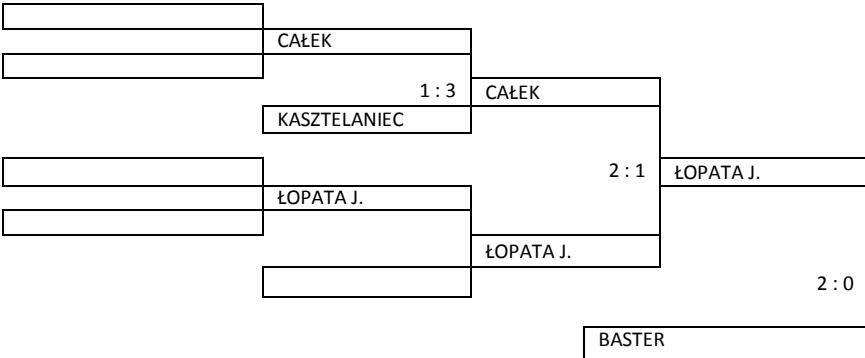 CAŁEK
1 : 3 CAŁEK
KASZTELANIEC
2 : 1 ŁOPATA J.
ŁOPATA J.
ŁOPATA J.
2 : 0
BASTER